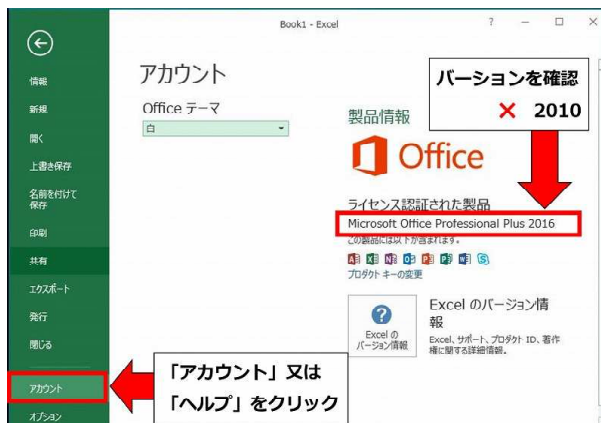 Book1 - Excel
?
情報
新規
開く
上書き保存
名前を付けて
保存
印刷
共有
エクスポート
発行
閉じる
アカウント
オプション
アカウント
Office テーマ
白
バージョンを確認
× 2010
製品情報
Office
ライセンス認証された製品
Microsoft Office Professional Plus 2016
この製品には以下が含まれます。
プロダクト キーの変更
?
Excel の
バージョン情報
Excel のバージョン情
報
Excel、サポート、プロダクト ID、著作
権に関する詳細情報。
「アカウント」又は
「ヘルプ」をクリック